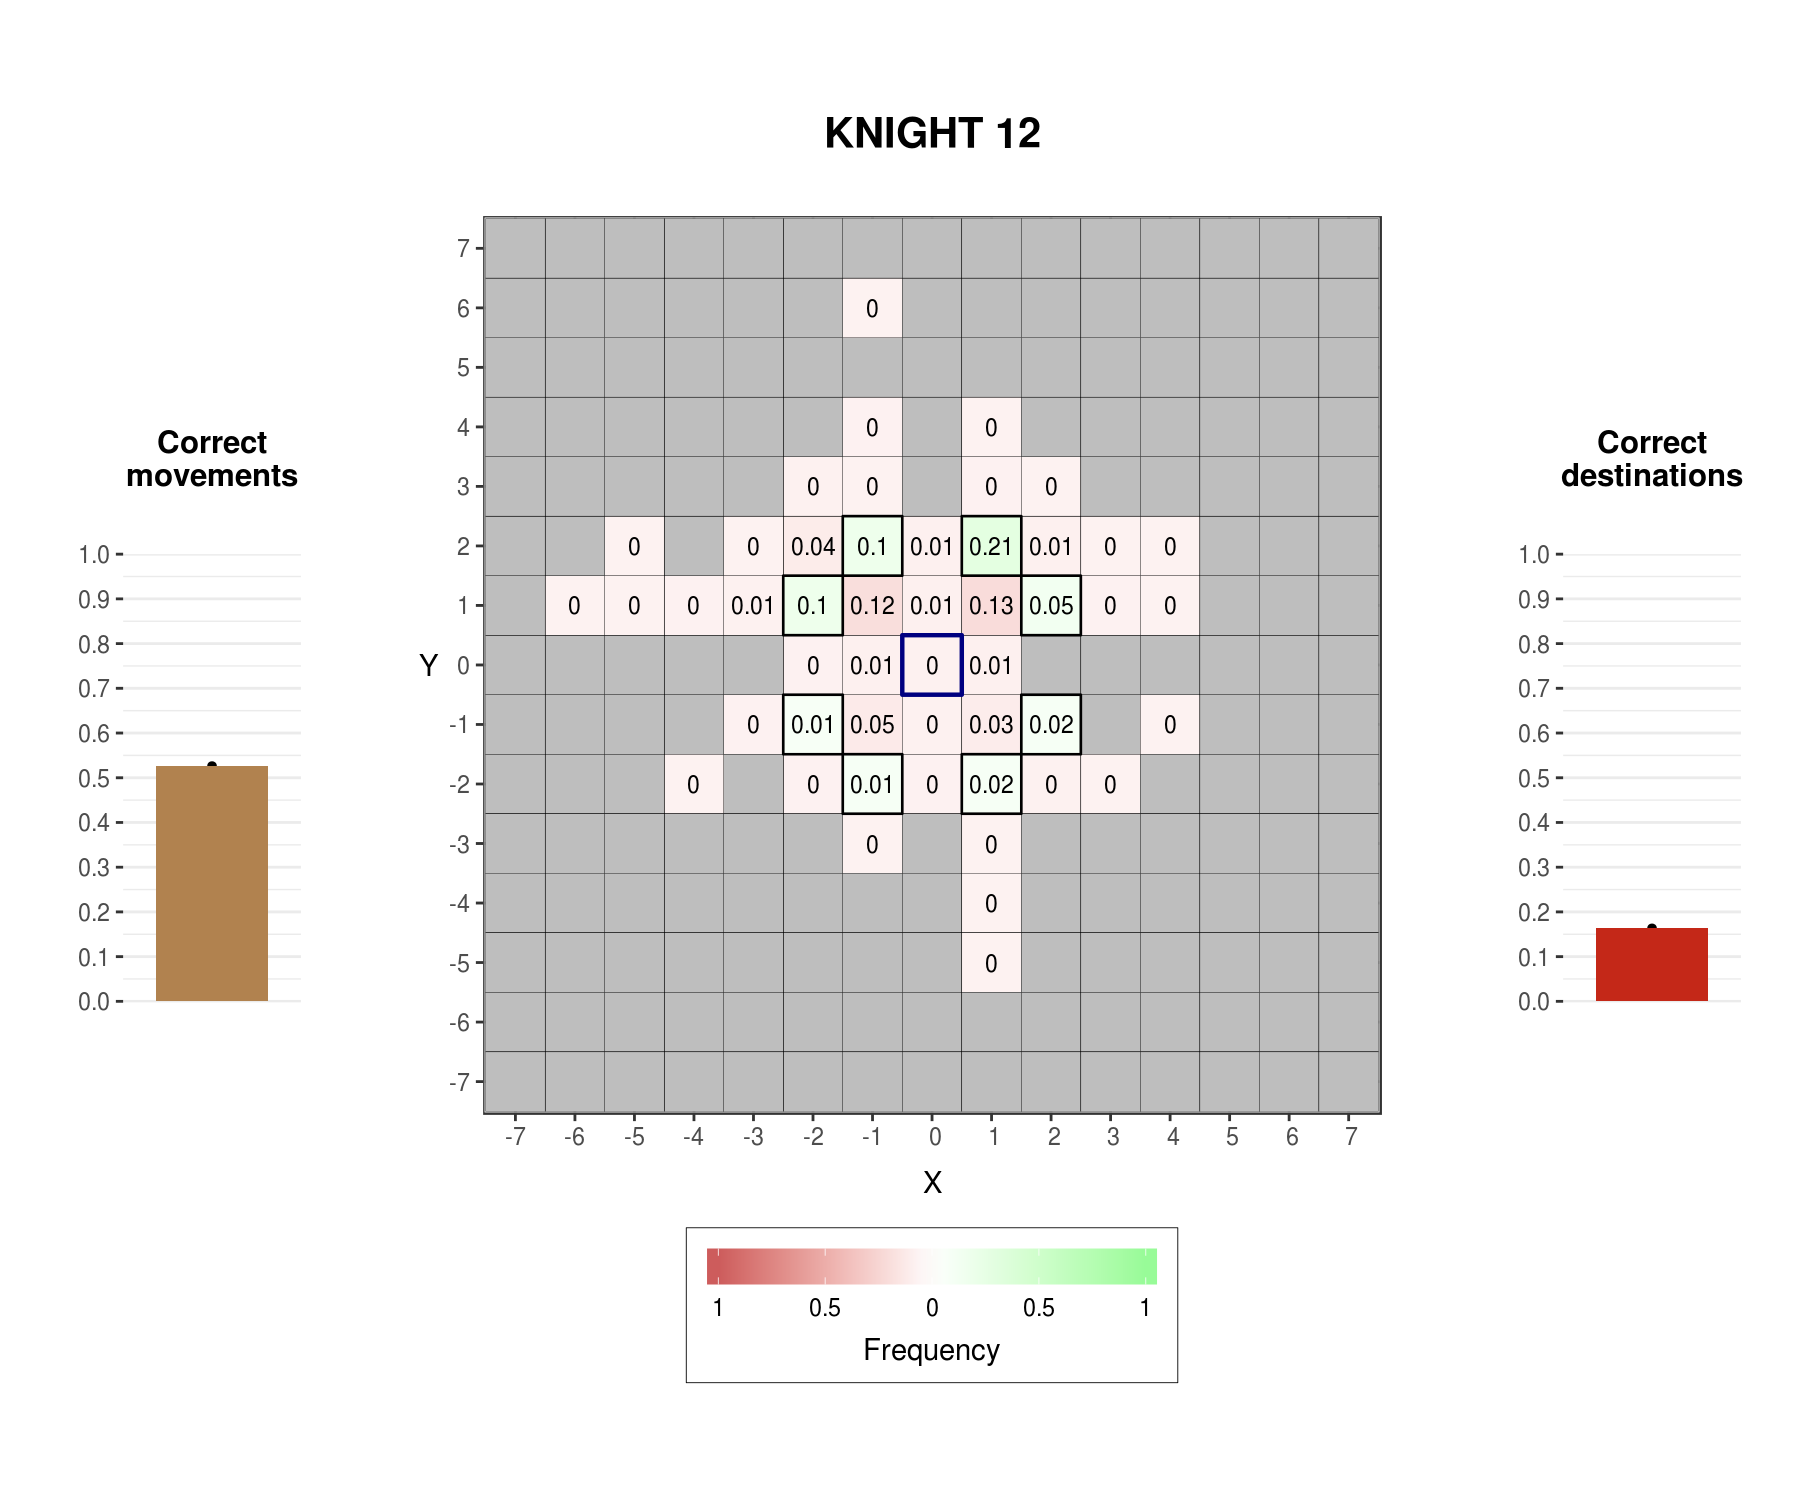 KNIGHT 12
Correct
movements
1.0
0.9
0.8
0.7
0.6
0.5
0.4
0.3
0.2
0.1
0.0
Y
7
6 0
5
4 0 0
3 0 0 0 0
2 0 0 0.04 0.1 0.01 0.21 0.01 0 0
1 0 0 0 0.01 0.1 0.12 0.01 0.13 0.05 0 0
0 0 0.01 0 0.01
-1 0 0.01 0.05 0 0.03 0.02 0
-2 0 0 0.01 0 0.02 0 0
-3 0 0
-4 0
-5 0
-6
-7
-7 -6 -5 -4 -3 -2 -1 0 1 2 3 4 5 6 7
X
1 0.5 0 0.5 1
Frequency
Correct
destinations
1.0
0.9
0.8
0.7
0.6
0.5
0.4
0.3
0.2
0.1
0.0